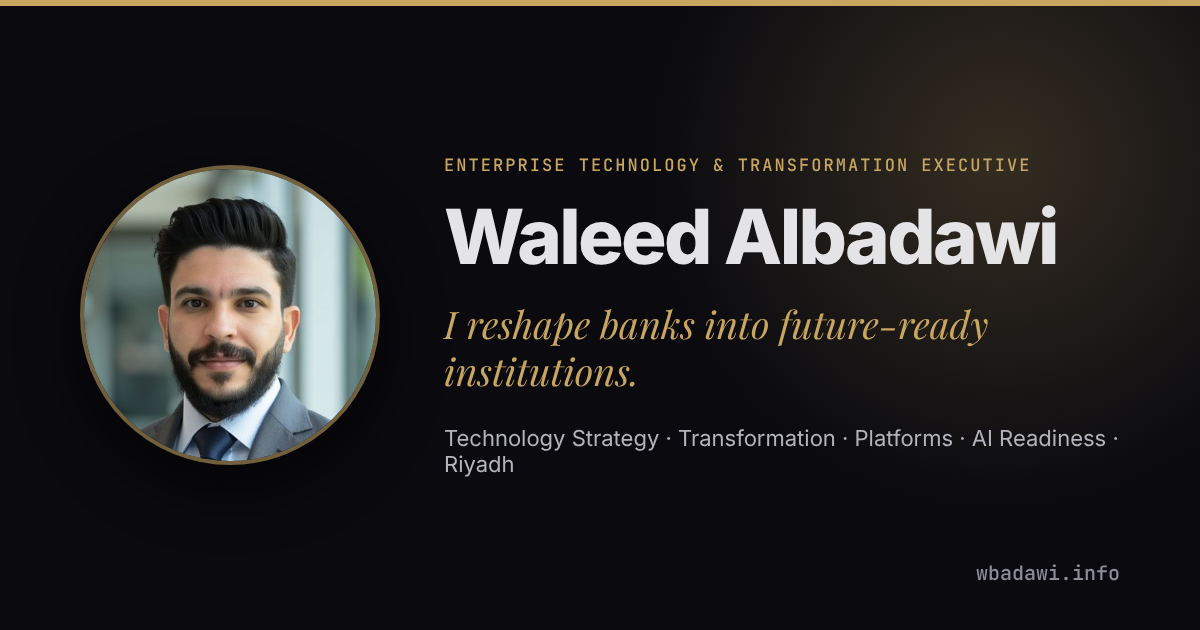 ENTERPRISE TECHNOLOGY & TRANSFORMATION EXECUTIVE
Waleed Albadawi
I reshape banks into future-ready
institutions.
Technology Strategy · Transformation · Platforms · AI Readiness ·
Riyadh
wbadawi.info